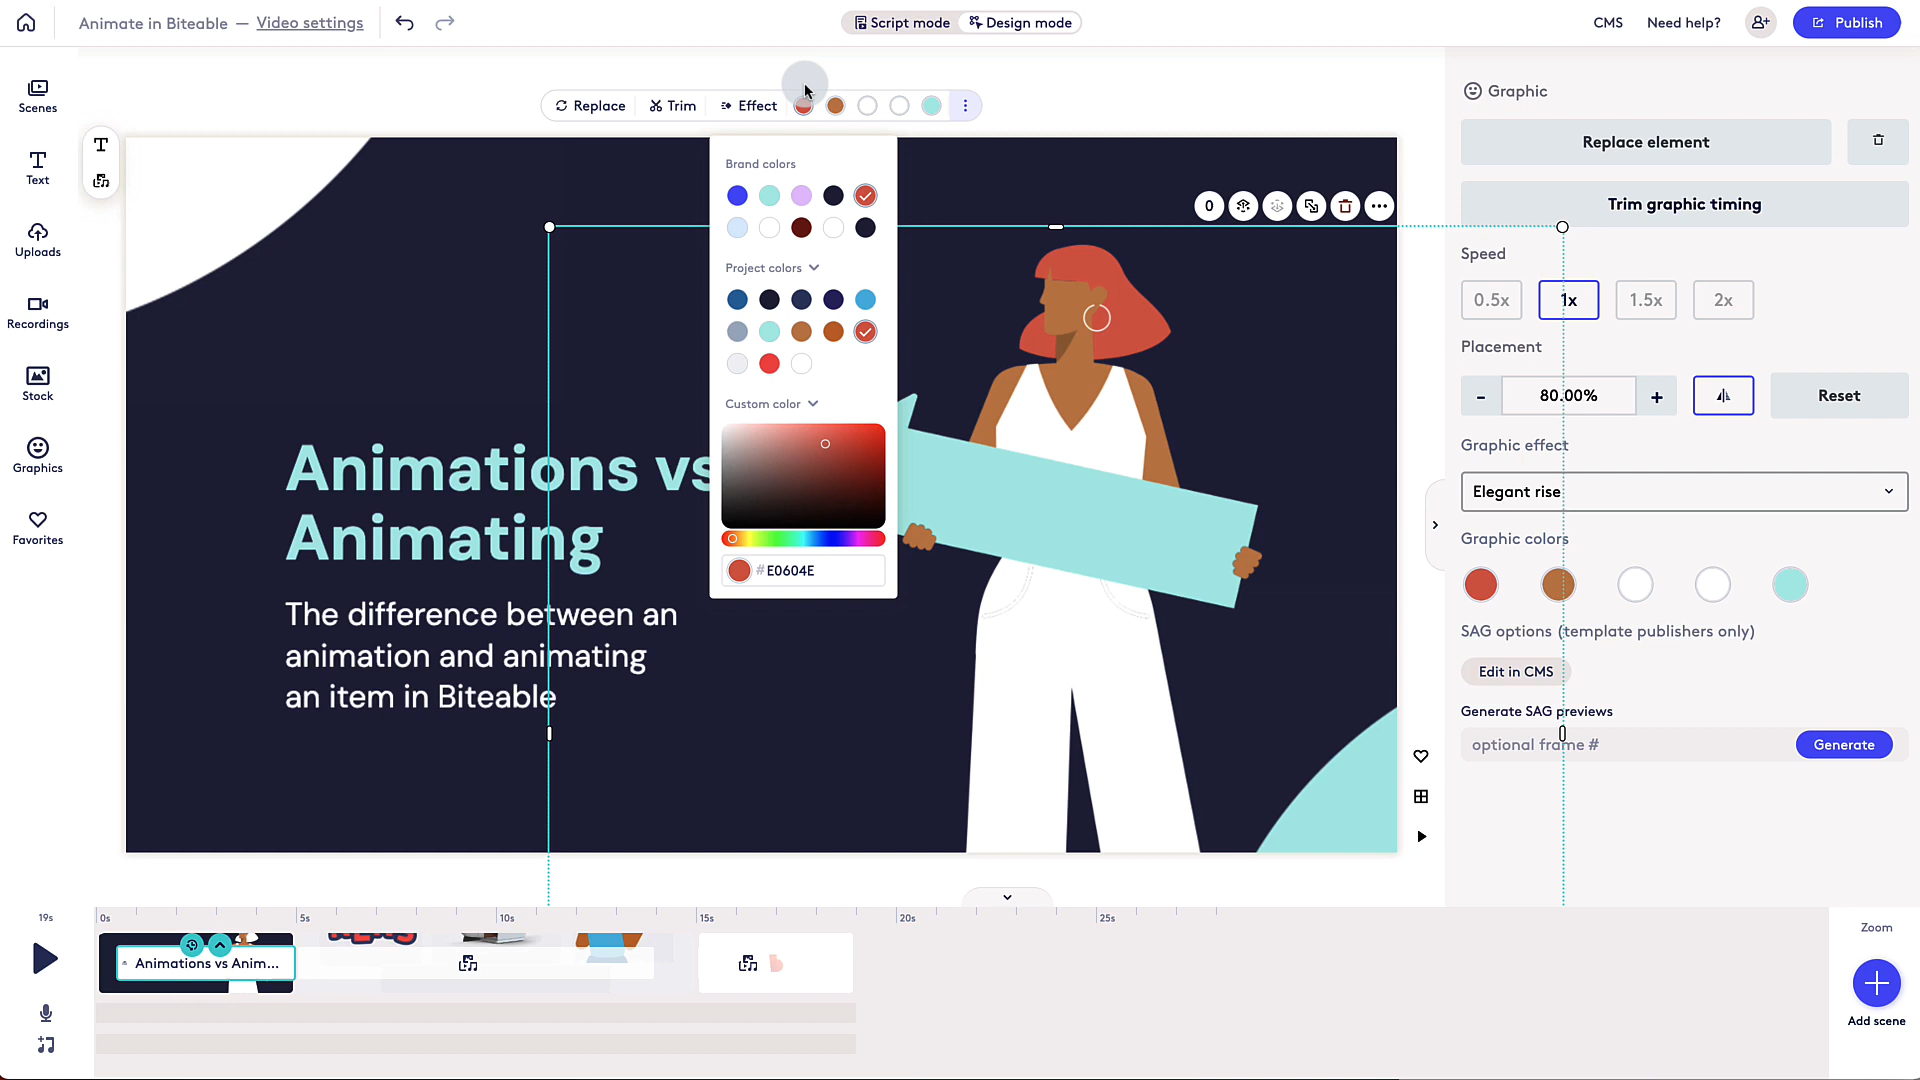 Animate in Biteable — Video settings
Script mode
Design mode
CMS
Need help?
Publish
Scenes
Text
Uploads
Recordings
Stock
Graphics
Favorites
Replace
Trim
Effect
Brand colors
Project colors
Custom color
# E0604E
0
Animations vs
Animating
The difference between an
animation and animating
an item in Biteable
Graphic
Replace element
Trim graphic timing
Speed
0.5x
1x
1.5x
2x
Placement
-
80.00%
+
Reset
Graphic effect
Elegant rise
Graphic colors
SAG options (template publishers only)
Edit in CMS
Generate SAG previews
optional frame #
Generate
19s
0s
5s
10s
15s
20s
25s
Animations vs Anim...
Zoom
Add scene